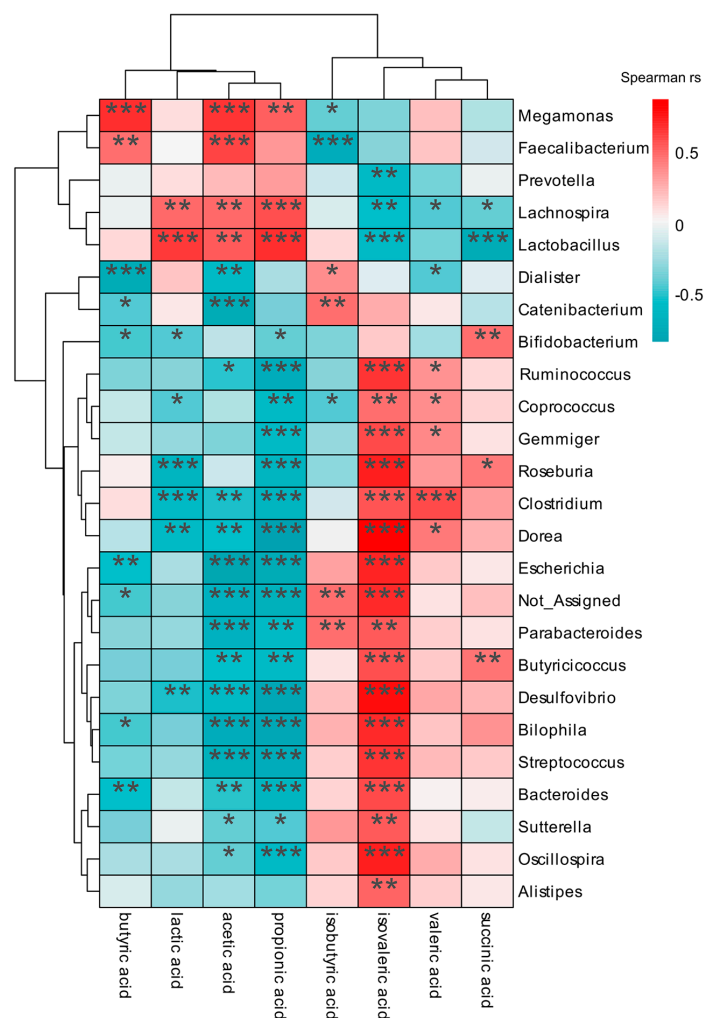 Spearman rs
0.5
0
-0.5
*** *** ** * Megamonas
** *** *** Faecalibacterium
** Prevotella
** ** *** ** * * Lachnospira
*** ** *** *** *** Lactobacillus
*** ** * * Dialister
* *** ** Catenibacterium
* * * ** Bifidobacterium
* *** *** * Ruminococcus
* ** * ** * Coprococcus
*** *** * Gemmiger
*** *** *** * Roseburia
*** ** *** *** *** Clostridium
** ** *** *** * Dorea
** *** *** *** Escherichia
* *** *** ** *** Not_Assigned
*** ** ** ** Parabacteroides
** ** *** ** Butyricicoccus
** *** *** *** Desulfovibrio
* *** *** *** Bilophila
*** *** *** Streptococcus
** ** *** *** Bacteroides
* * ** Sutterella
* *** *** Oscillospira
** Alistipes
butyric acid
lactic acid
acetic acid
propionic acid
isobutyric acid
isovaleric acid
valeric acid
succinic acid